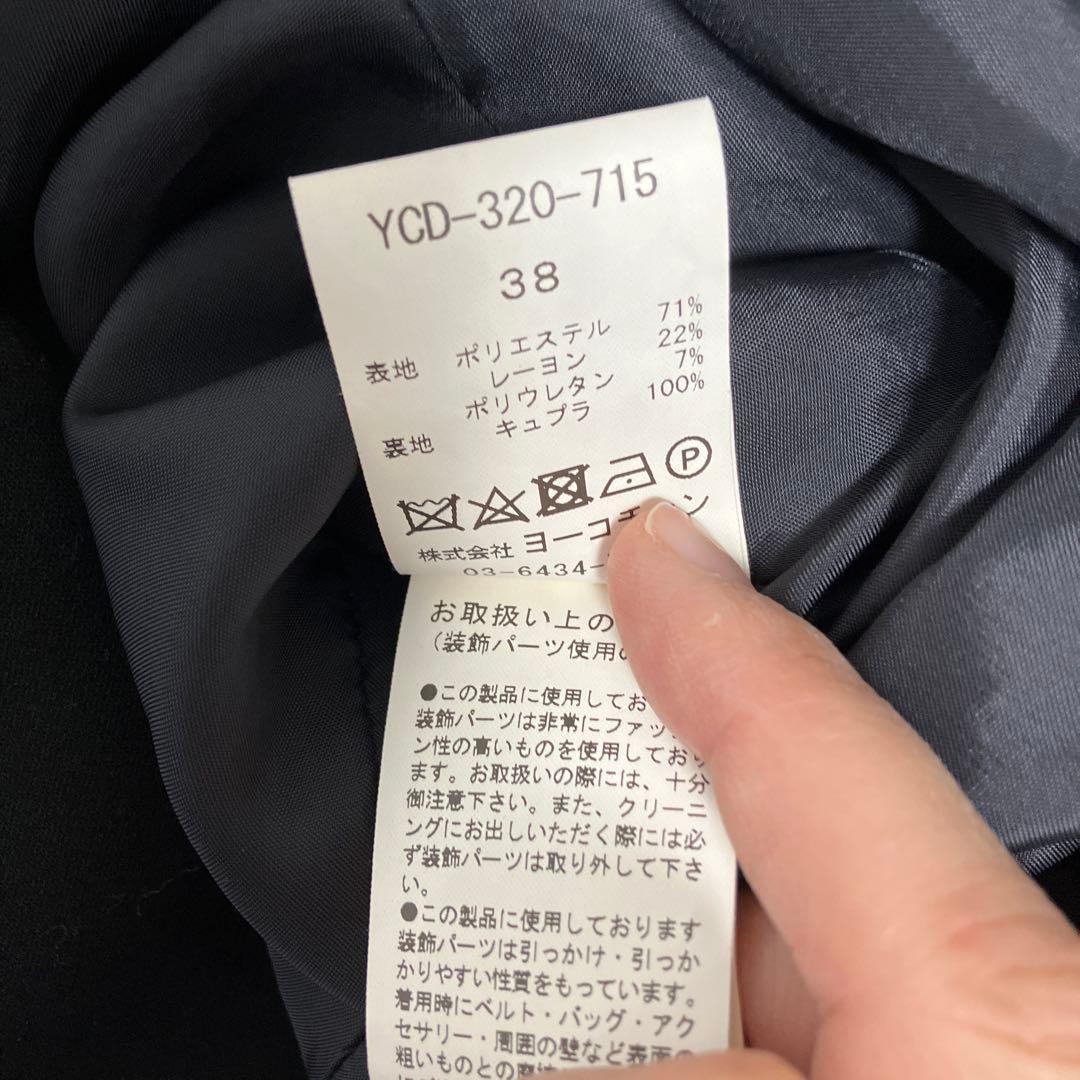 YCD-320-715
38
表地 ポリエステル 71%
レーヨン 22%
ポリウレタン 7%
裏地 キュプラ 100%
P
株式会社 ヨーコチャン
03-6434-
お取扱い上の
（装飾パーツ使用の
●この製品に使用してお
装飾パーツは非常にファッ
ン性の高いものを使用しており
ます。お取扱いの際には、十分
御注意下さい。また、クリーニ
ングにお出しいただく際には必
ず装飾パーツは取り外して下さ
い。
●この製品に使用しております
装飾パーツは引っかけ・引っか
かりやすい性質をもっています。
着用時にベルト・バッグ・アク
セサリー・周囲の壁など表面の
粗いものとの摩